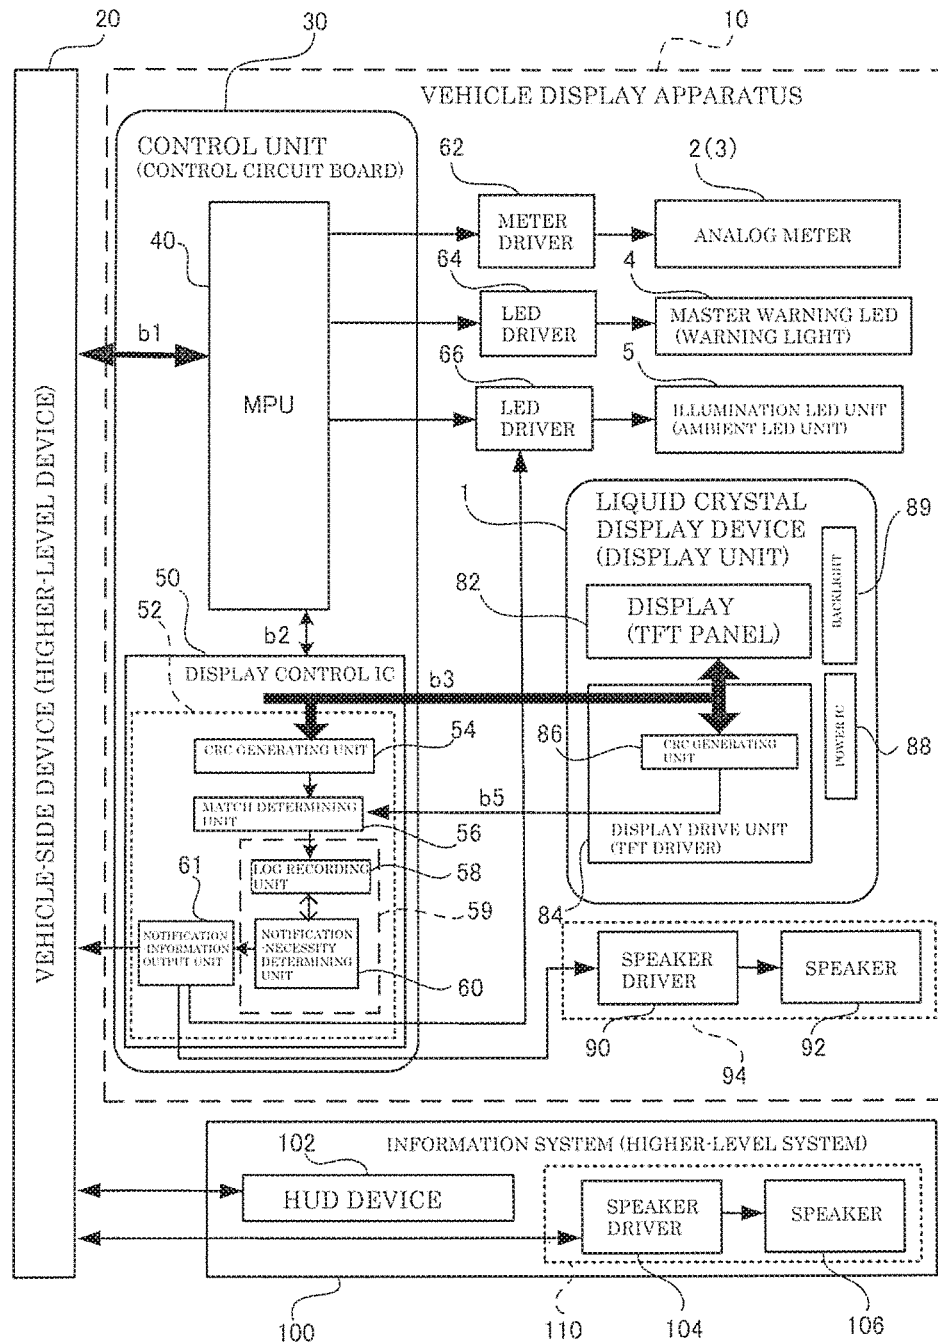 20
30
10
VEHICLE DISPLAY APPARATUS
CONTROL UNIT
(CONTROL CIRCUIT BOARD)
62
2(3)
METER
DRIVER
ANALOG METER
40
64
4
LED
DRIVER
MASTER WARNING LED
(WARNING LIGHT)
b1
66
5
MPU
LED
DRIVER
ILLUMINATION LED UNIT
(AMBIENT LED UNIT)
VEHICLE-SIDE DEVICE (HIGHER-LEVEL DEVICE)
1
LIQUID CRYSTAL
DISPLAY DEVICE
(DISPLAY UNIT)
89
BACKLIGHT
50
52
b2
82
DISPLAY
(TFT PANEL)
DISPLAY CONTROL IC
b3
54
CRC GENERATING UNIT
86
CRC GENERATING
UNIT
POWER IC
88
MATCH DETERMINING
UNIT
b5
56
DISPLAY DRIVE UNIT
(TFT DRIVER)
LOG RECORDING
UNIT
58
61
59
84
NOTIFICATION
-INFORMATION
OUTPUT UNIT
NOTIFICATION
-NECESSITY
DETERMINING
UNIT
60
SPEAKER
DRIVER
SPEAKER
90
92
94
INFORMATION SYSTEM (HIGHER-LEVEL SYSTEM)
102
HUD DEVICE
SPEAKER
DRIVER
SPEAKER
100
110
104
106